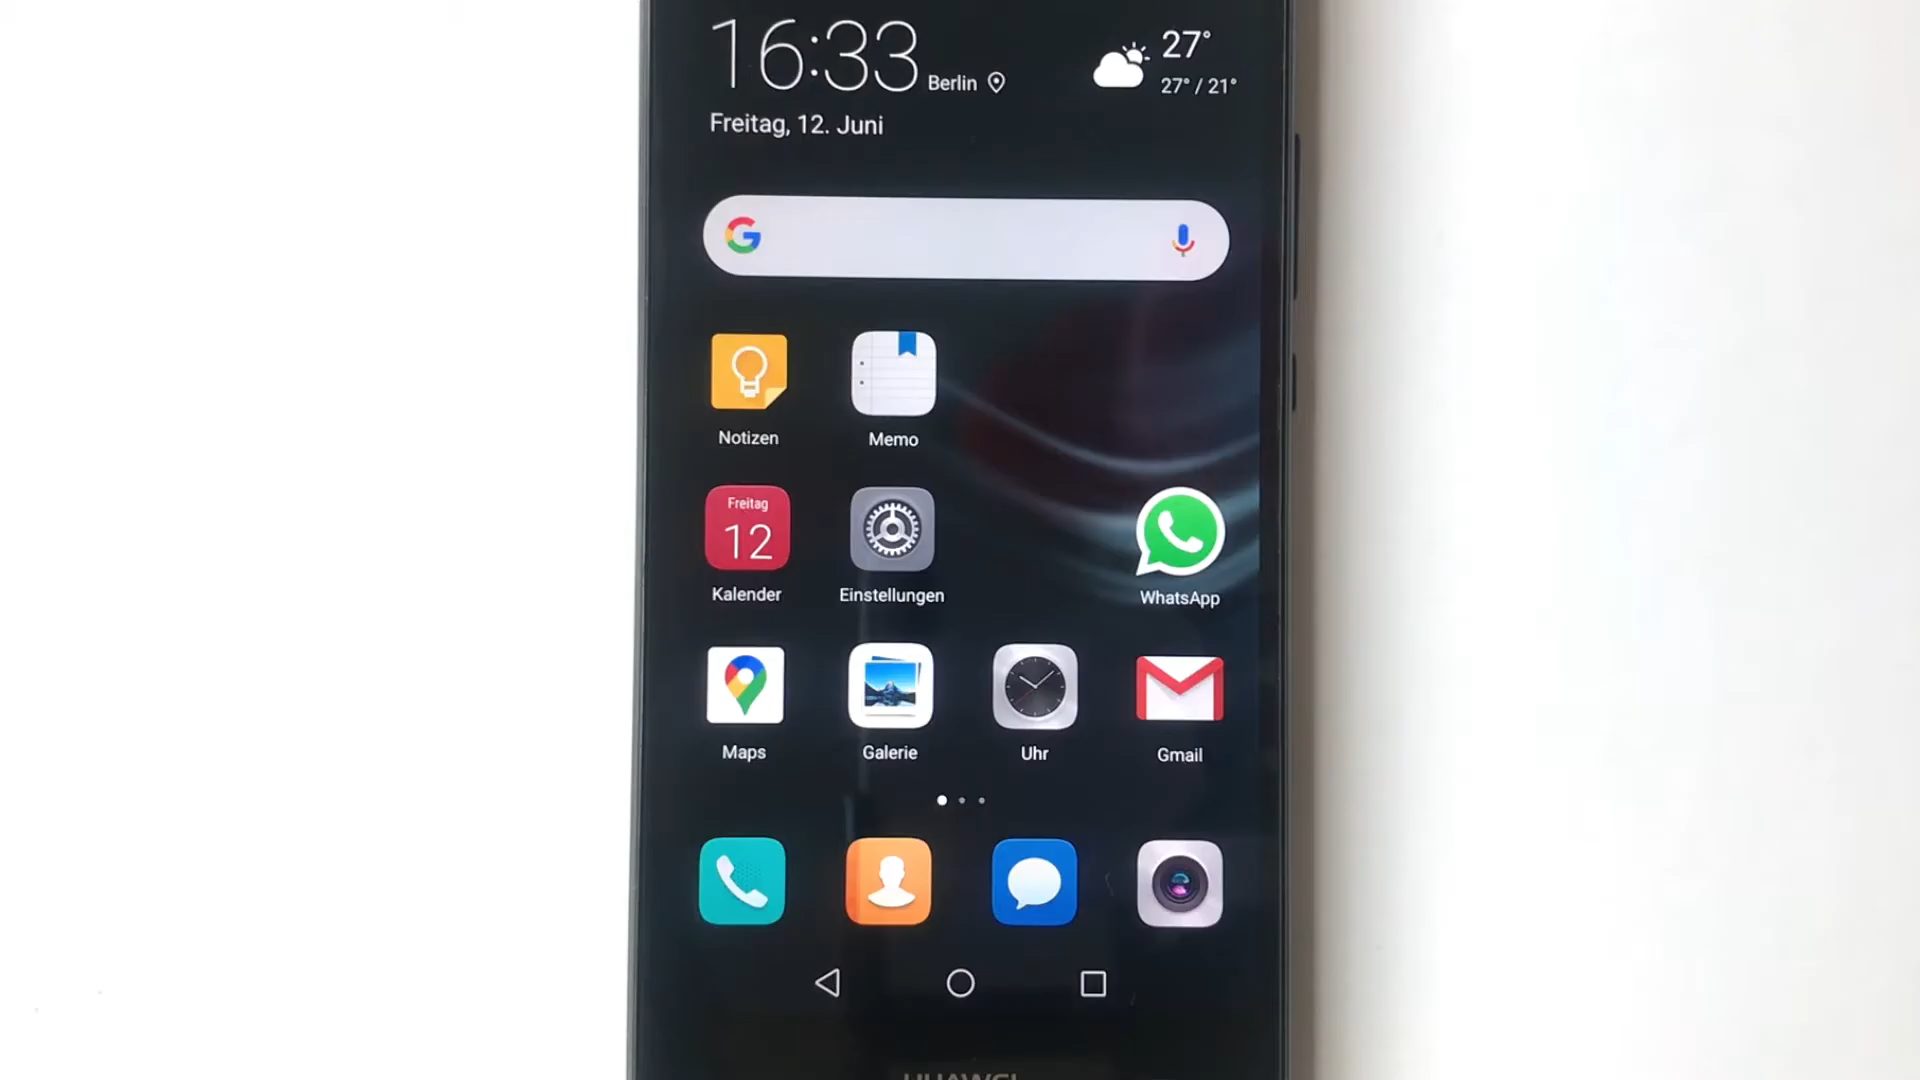 16:33 Berlin
27°
27° / 21°
Freitag, 12. Juni
G
Notizen
Memo
Freitag
12
Kalender
Einstellungen
WhatsApp
Maps
Galerie
Uhr
Gmail
HUAWEI